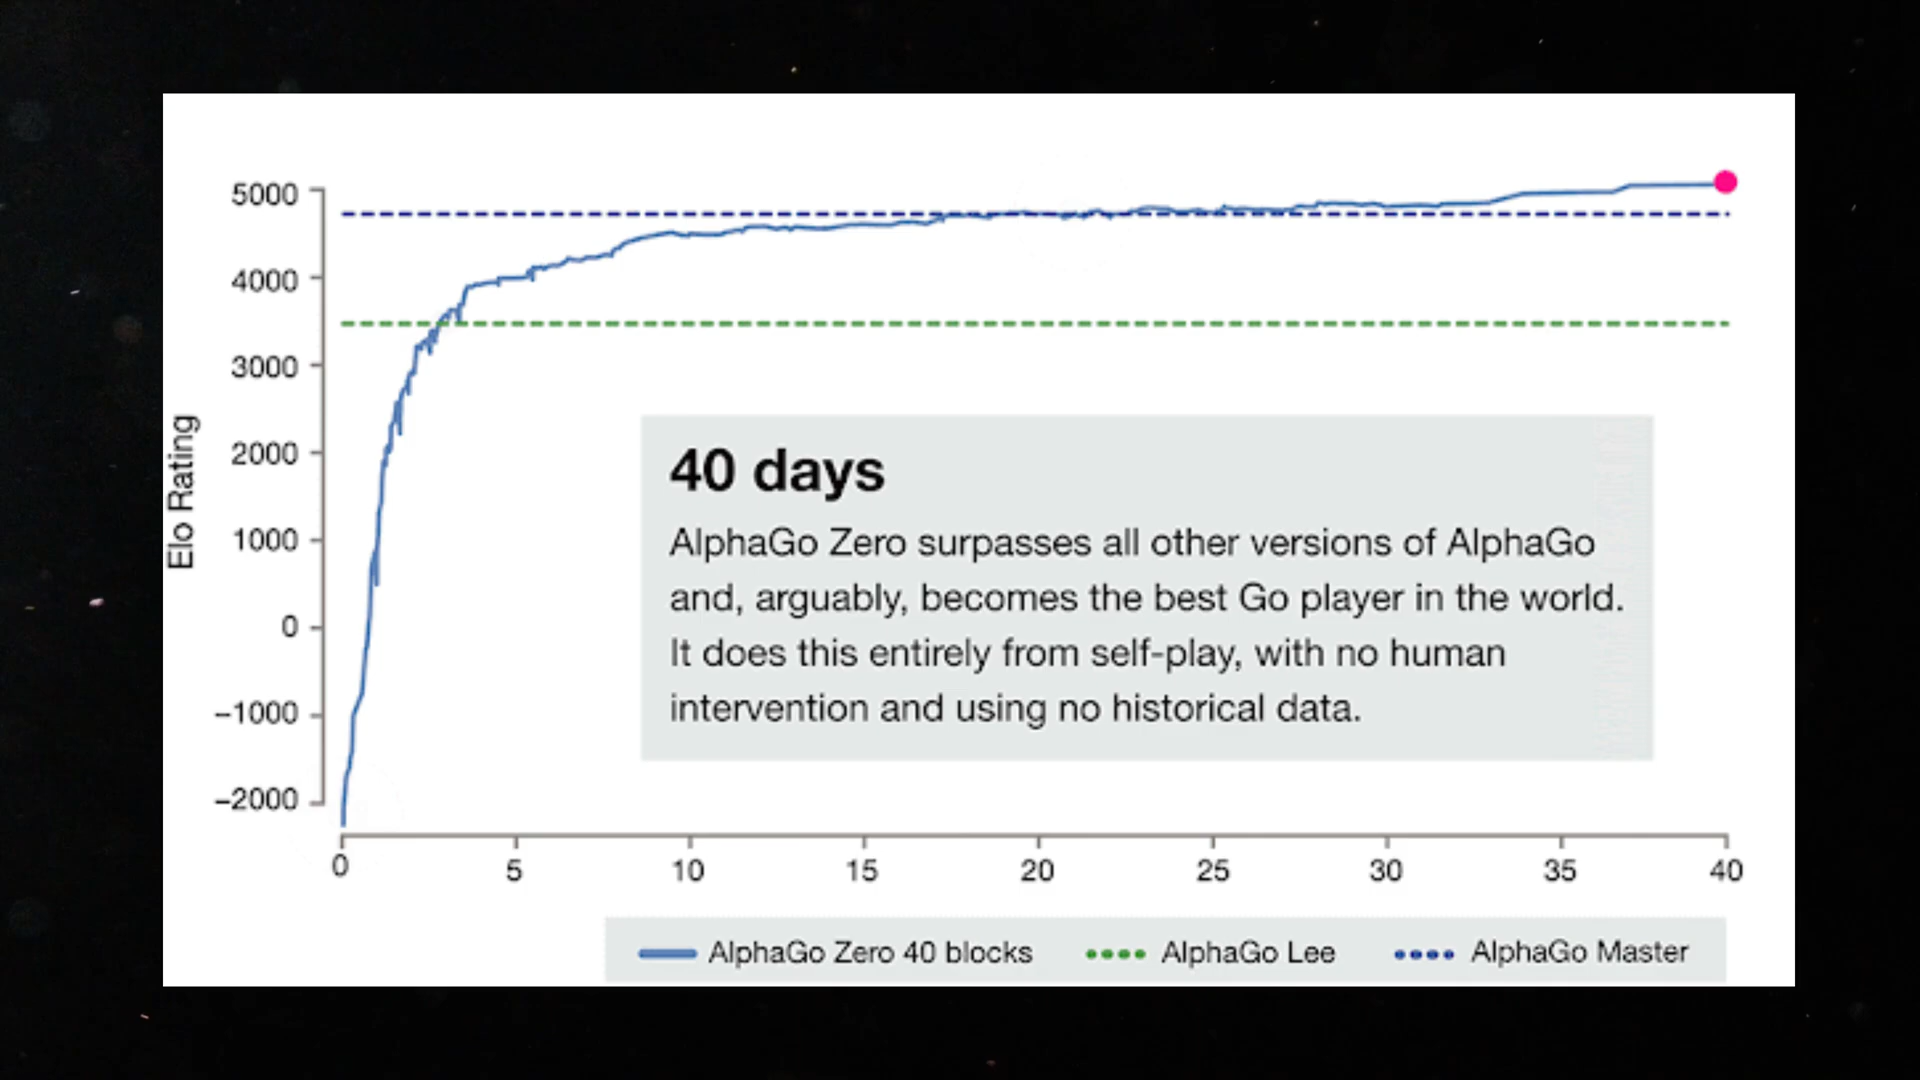 5000
4000
3000
2000
1000
0
−1000
−2000
Elo Rating
40 days
AlphaGo Zero surpasses all other versions of AlphaGo
and, arguably, becomes the best Go player in the world.
It does this entirely from self-play, with no human
intervention and using no historical data.
0 5 10 15 20 25 30 35 40
AlphaGo Zero 40 blocks AlphaGo Lee AlphaGo Master